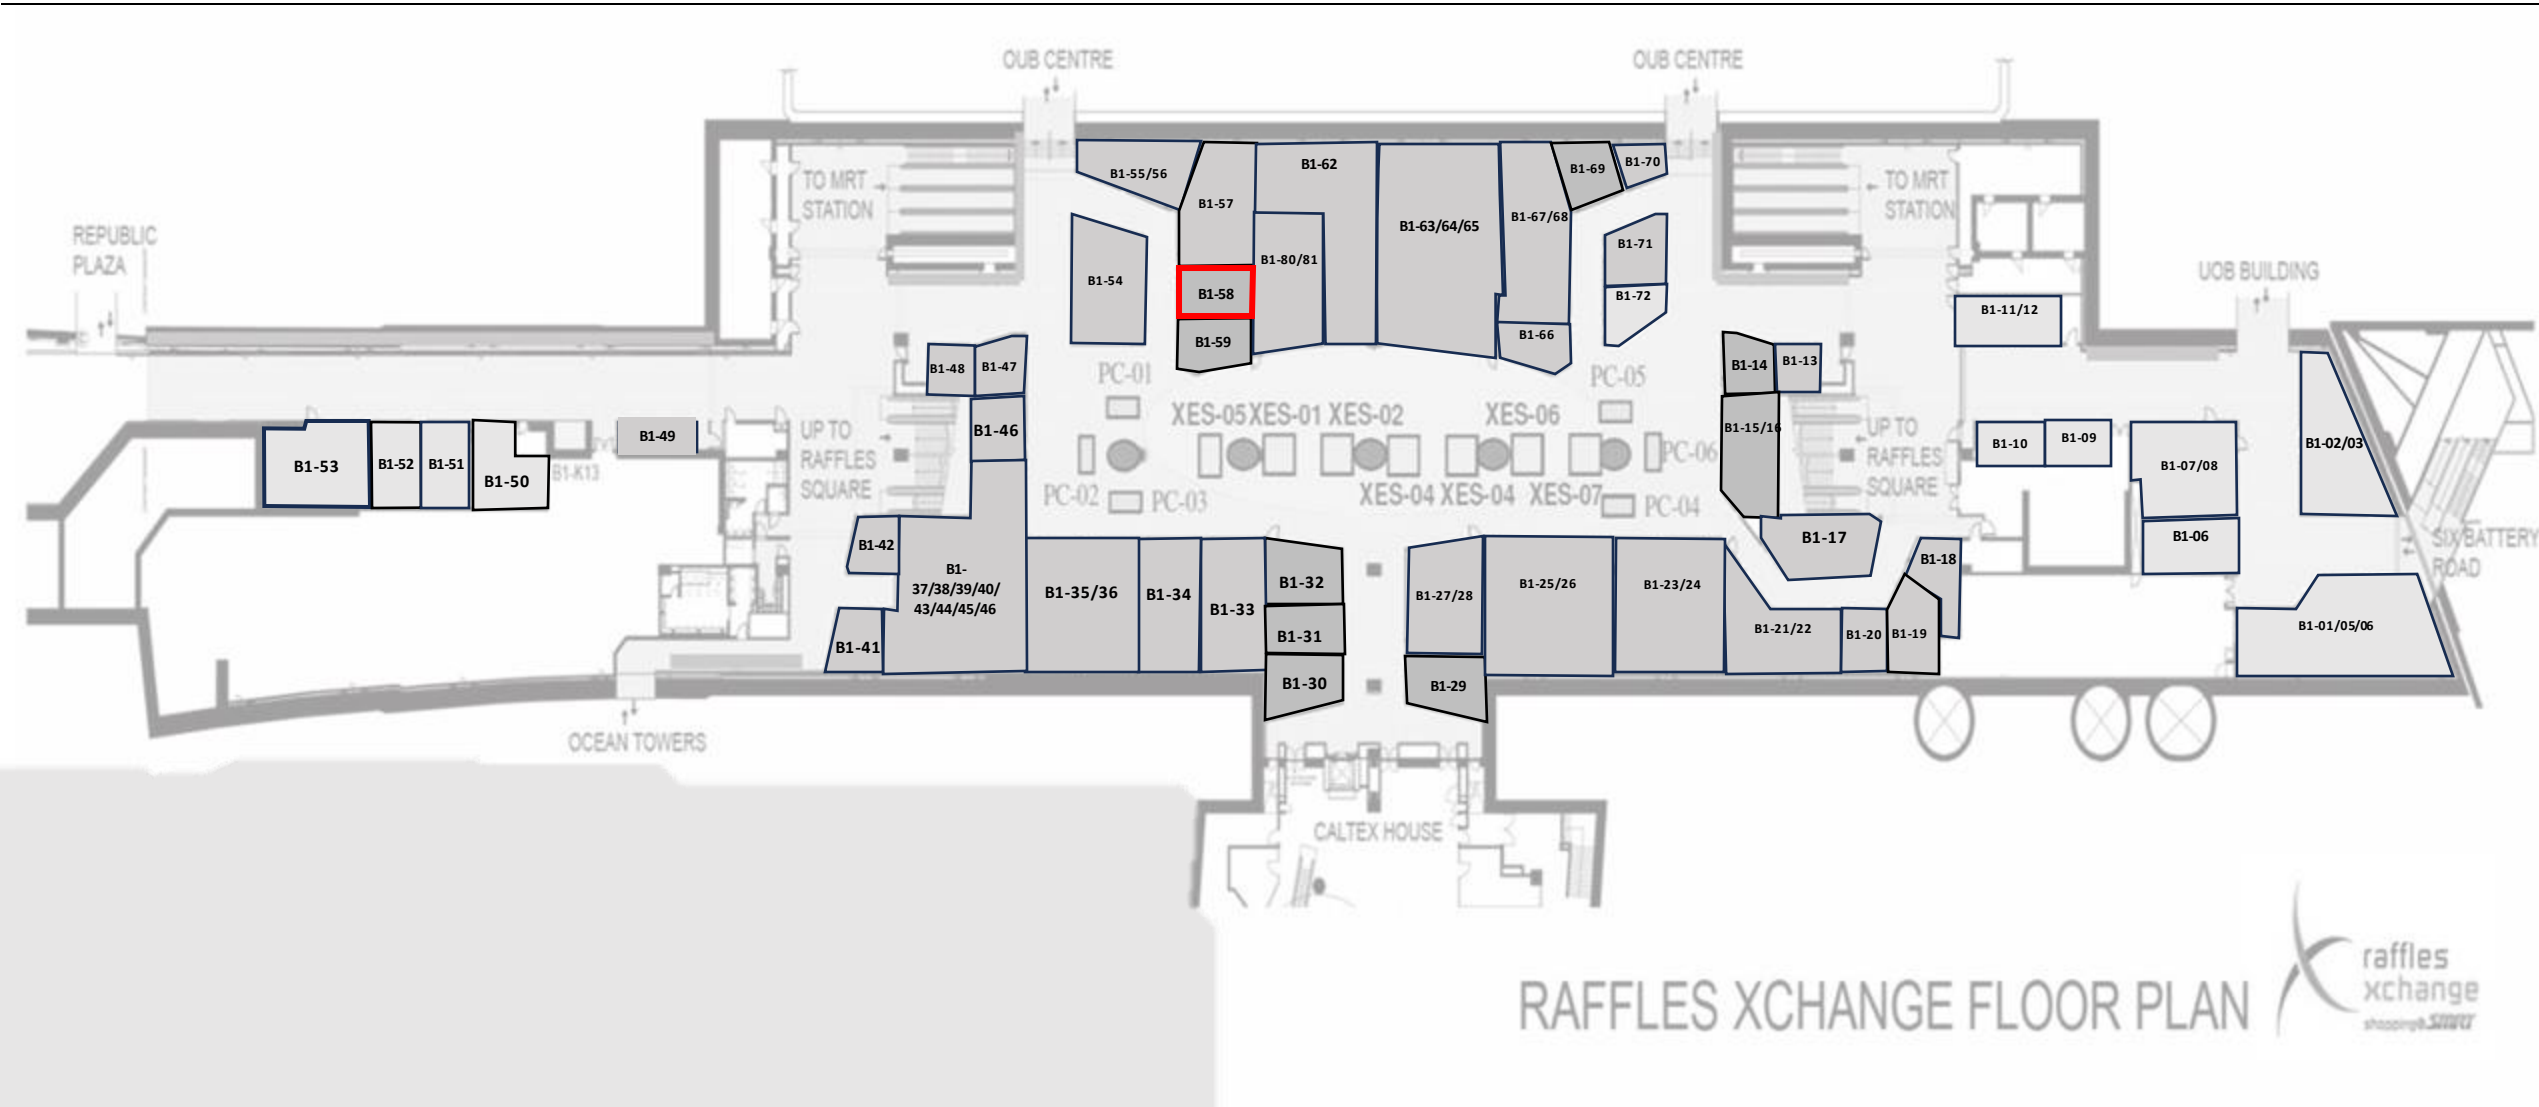 OUB CENTRE
OUB CENTRE
B1-55/56
B1-57
B1-62
B1-63/64/65
B1-67/68
B1-69
B1-70
TO MRT
STATION
TO MRT
STATION
REPUBLIC
PLAZA
B1-54
B1-80/81
B1-58
B1-59
B1-71
B1-72
B1-66
UOB BUILDING
B1-11/12
B1-48
B1-47
B1-14
B1-13
PC-01
PC-05
XES-05
XES-01
XES-02
XES-06
B1-53
B1-52
B1-51
B1-50
B1-K13
B1-49
UP TO
RAFFLES
SQUARE
B1-46
B1-15/16
PC-06
UP TO
RAFFLES
SQUARE
B1-10
B1-09
B1-07/08
B1-02/03
PC-02
PC-03
XES-04
XES-04
XES-07
PC-04
B1-42
B1-17
B1-06
SIX BATTERY
ROAD
B1-
37/38/39/40/
43/44/45/46
B1-35/36
B1-34
B1-33
B1-32
B1-31
B1-30
B1-27/28
B1-25/26
B1-23/24
B1-21/22
B1-20
B1-19
B1-18
B1-01/05/06
B1-41
B1-29
OCEAN TOWERS
CALTEX HOUSE
RAFFLES XCHANGE FLOOR PLAN
raffles
xchange
shopping@SMRT